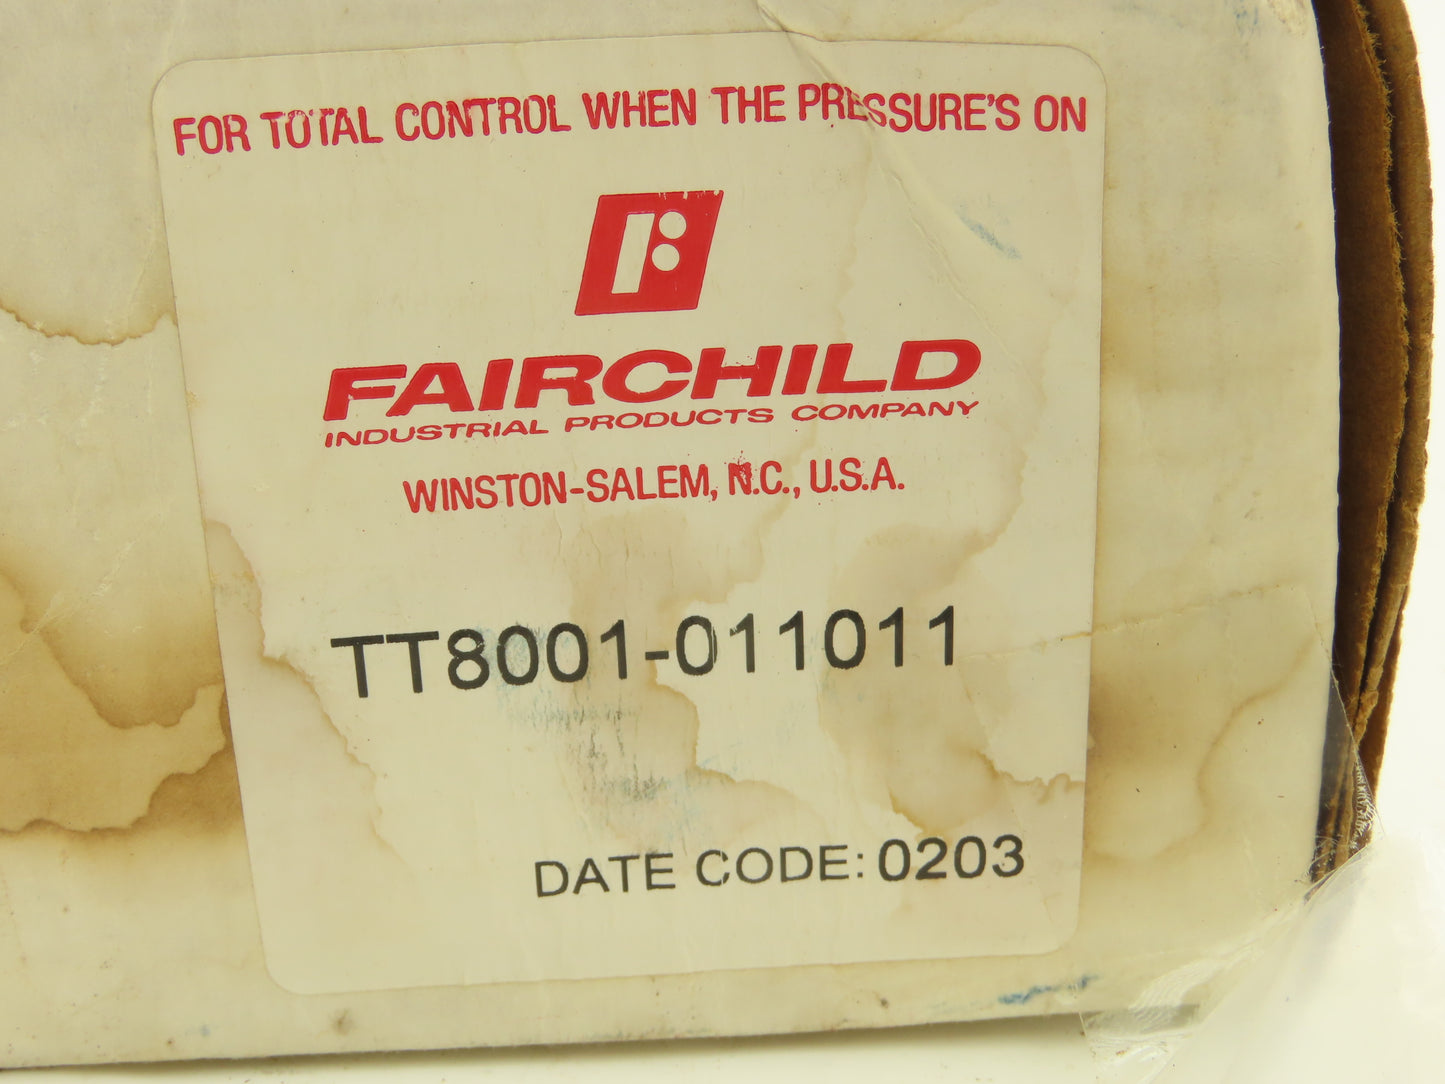 FOR TOTAL CONTROL WHEN THE PRESSURE'S ON
FAIRCHILD
INDUSTRIAL PRODUCTS COMPANY
WINSTON-SALEM, N.C., U.S.A.
TT8001-011011
DATE CODE: 0203